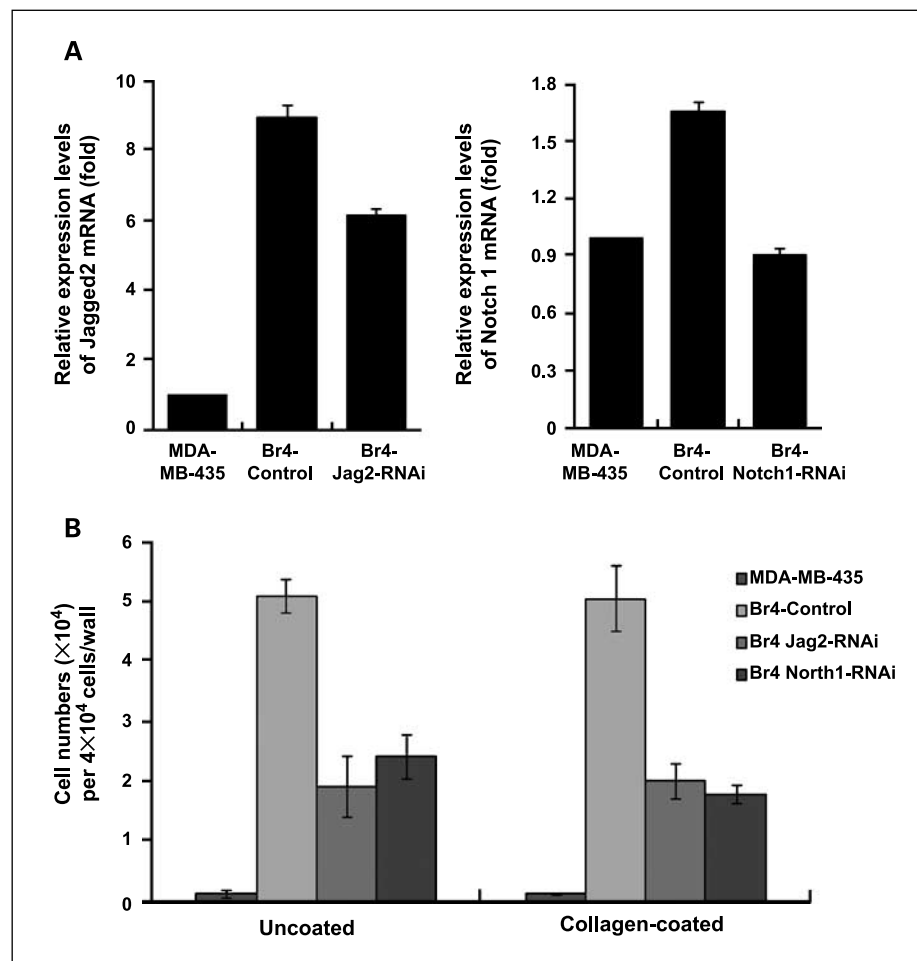 A
Relative expression levels
of Jagged2 mRNA (fold)
10
8
6
4
2
0
MDA-
MB-435
Br4-
Control
Br4-
Jag2-RNAi
Relative expression levels
of Notch 1 mRNA (fold)
1.8
1.5
1.2
0.9
0.6
0.3
0
MDA-
MB-435
Br4-
Control
Br4-
Notch1-RNAi
B
Cell numbers (×10⁴)
per 4×10⁴ cells/wall
6
5
4
3
2
1
0
Uncoated
Collagen-coated
MDA-MB-435
Br4-Control
Br4 Jag2-RNAi
Br4 North1-RNAi